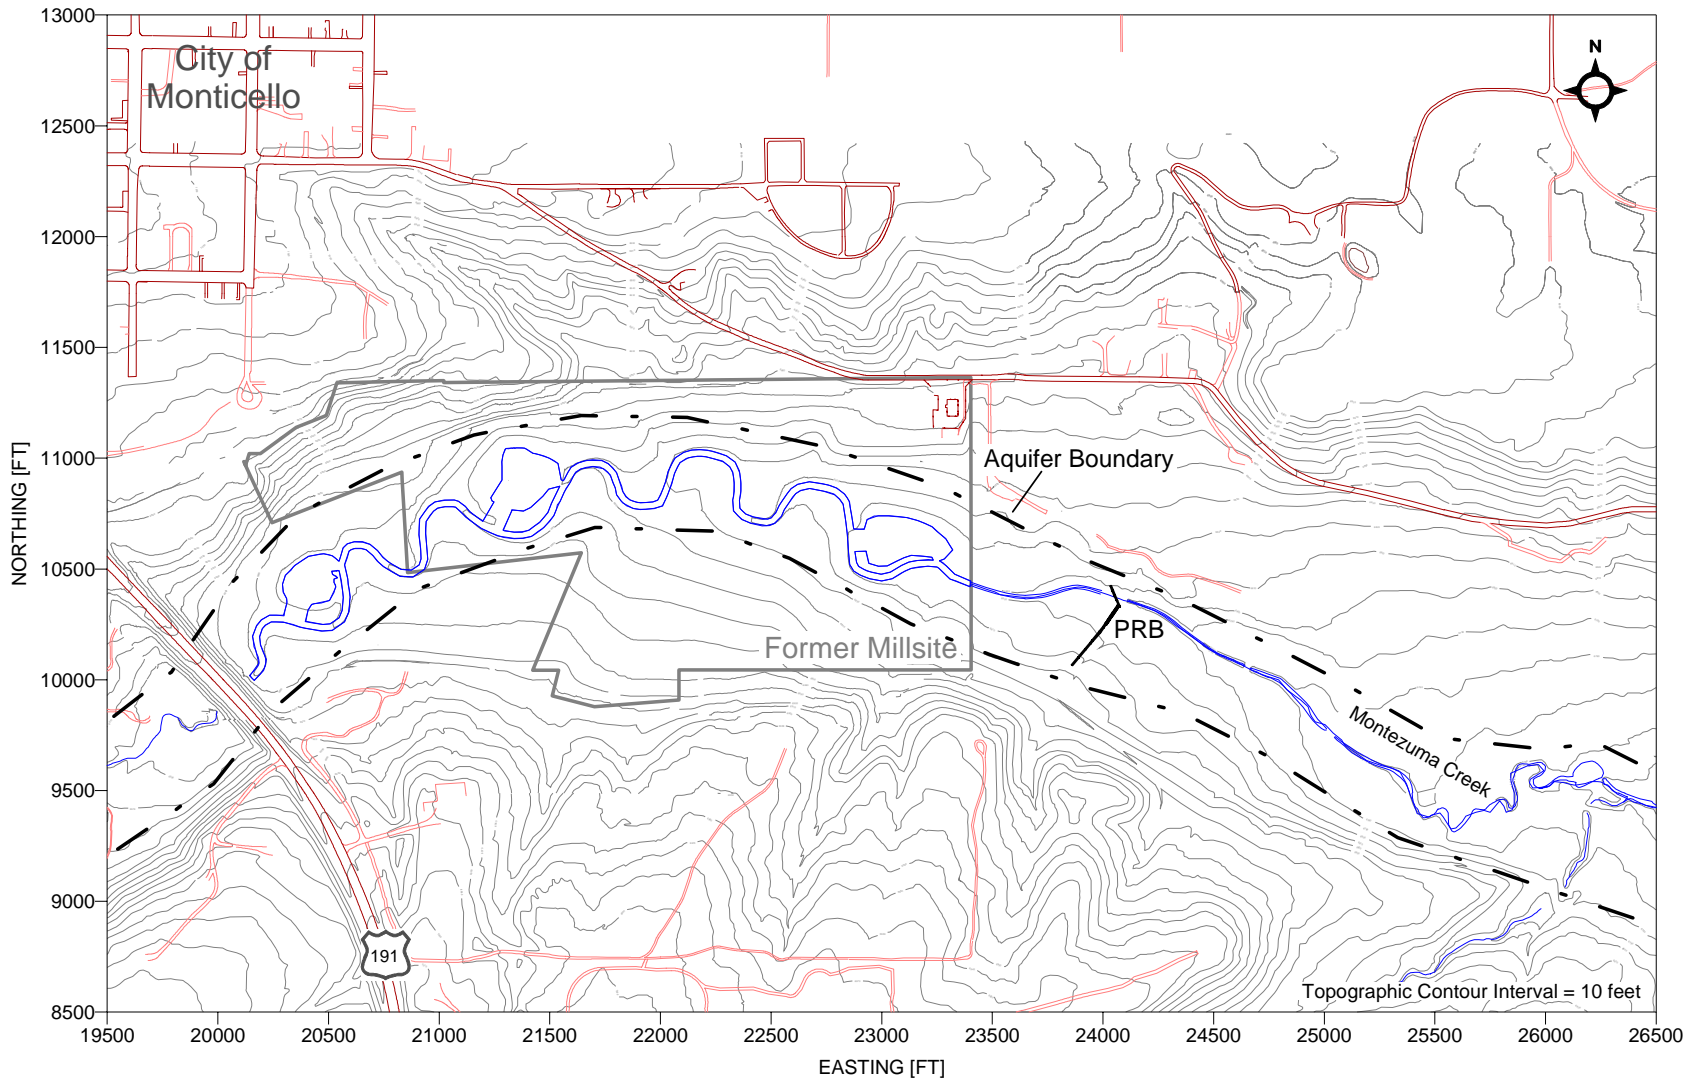 13000
12500
12000
11500
11000
10500
10000
9500
9000
8500
NORTHING [FT]
City of
Monticello
N
Aquifer Boundary
PRB
Former Millsite
Montezuma Creek
191
Topographic Contour Interval = 10 feet
19500 20000 20500 21000 21500 22000 22500 23000 23500 24000 24500 25000 25500 26000 26500
EASTING [FT]